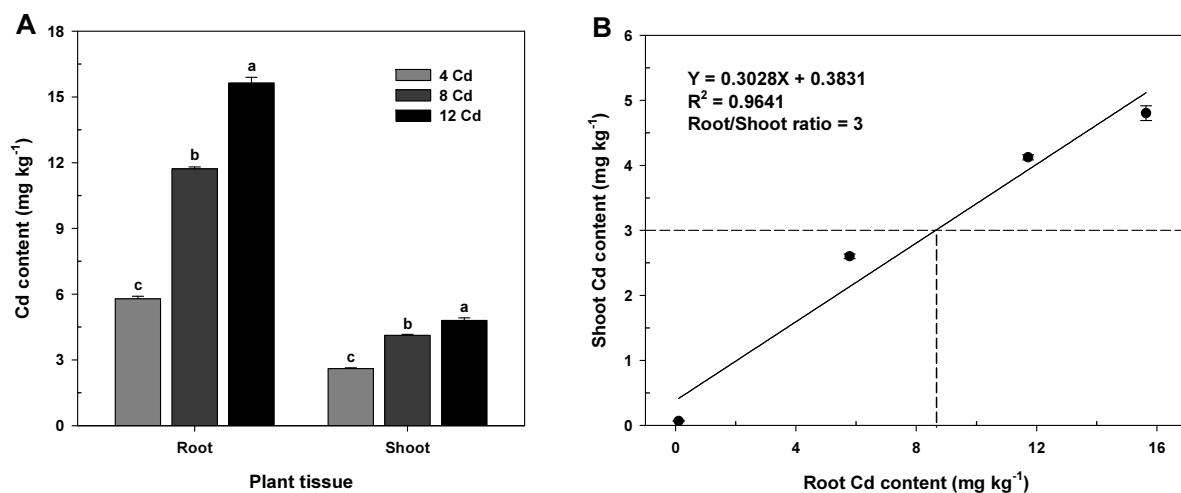 A
Cd content (mg kg⁻¹)
18
15
12
9
6
3
0
4 Cd
8 Cd
12 Cd
c
b
a
c
b
a
Root
Shoot
Plant tissue
B
Shoot Cd content (mg kg⁻¹)
6
5
4
3
2
1
0
Y = 0.3028X + 0.3831
R² = 0.9641
Root/Shoot ratio = 3
0
4
8
12
16
Root Cd content (mg kg⁻¹)